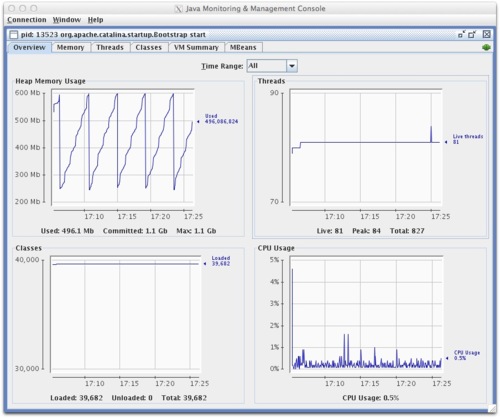 Java Monitoring & Management Console
Connection Window Help
pid: 13523 org.apache.catalina.startup.Bootstrap start
Overview Memory Threads Classes VM Summary MBeans
Time Range: All
Heap Memory Usage
600 Mb
500 Mb
400 Mb
300 Mb
200 Mb
Used
496,086,824
17:10 17:15 17:20 17:25
Used: 496.1 Mb Committed: 1.1 Gb Max: 1.1 Gb
Threads
90
70
Live threads
81
17:10 17:15 17:20 17:25
Live: 81 Peak: 84 Total: 827
Classes
40,000
30,000
Loaded
39,682
17:10 17:15 17:20 17:25
Loaded: 39,682 Unloaded: 0 Total: 39,682
CPU Usage
5%
4%
3%
2%
1%
0%
CPU Usage
0.5%
17:10 17:15 17:20 17:25
CPU Usage: 0.5%